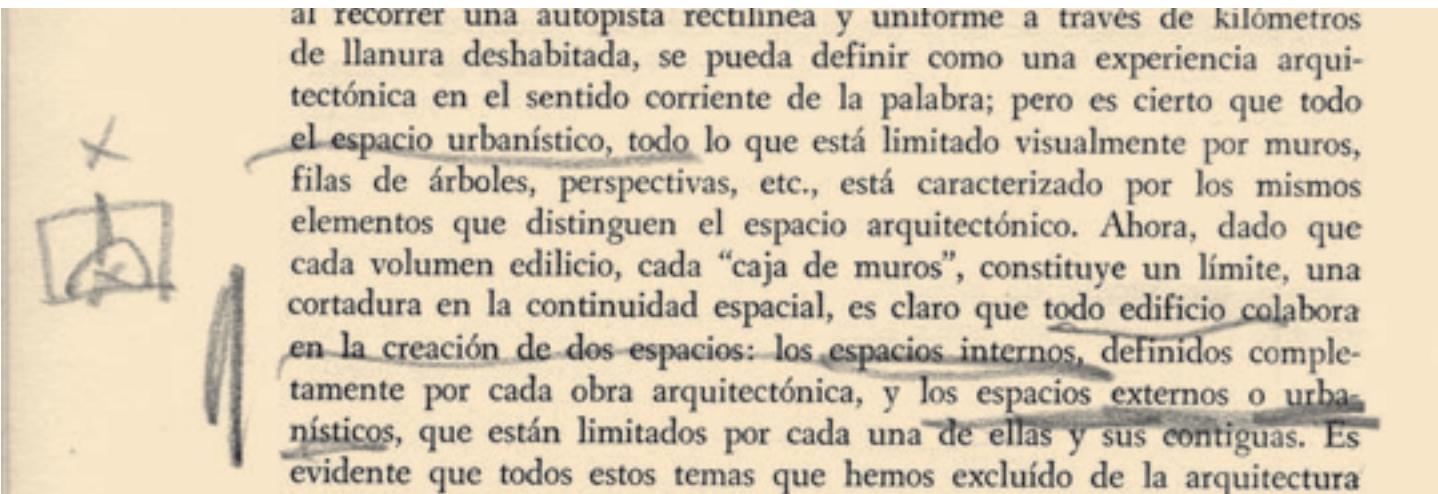 al recorrer una autopista rectilínea y uniforme a través de kilómetros
de llanura deshabitada, se pueda definir como una experiencia arqui-
tectónica en el sentido corriente de la palabra; pero es cierto que todo
el espacio urbanístico, todo lo que está limitado visualmente por muros,
filas de árboles, perspectivas, etc., está caracterizado por los mismos
elementos que distinguen el espacio arquitectónico. Ahora, dado que
cada volumen edilicio, cada “caja de muros”, constituye un límite, una
cortadura en la continuidad espacial, es claro que todo edificio colabora
en la creación de dos espacios: los espacios internos, definidos comple-
tamente por cada obra arquitectónica, y los espacios externos o urba-
nísticos, que están limitados por cada una de ellas y sus contiguas. Es
evidente que todos estos temas que hemos excluído de la arquitectura